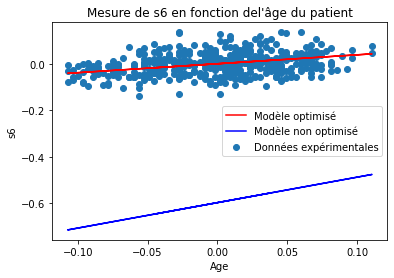 Mesure de s6 en fonction del'âge du patient
s6
0.0
−0.2
−0.4
−0.6
Modèle optimisé
Modèle non optimisé
Données expérimentales
−0.10
−0.05
0.00
0.05
0.10
Age